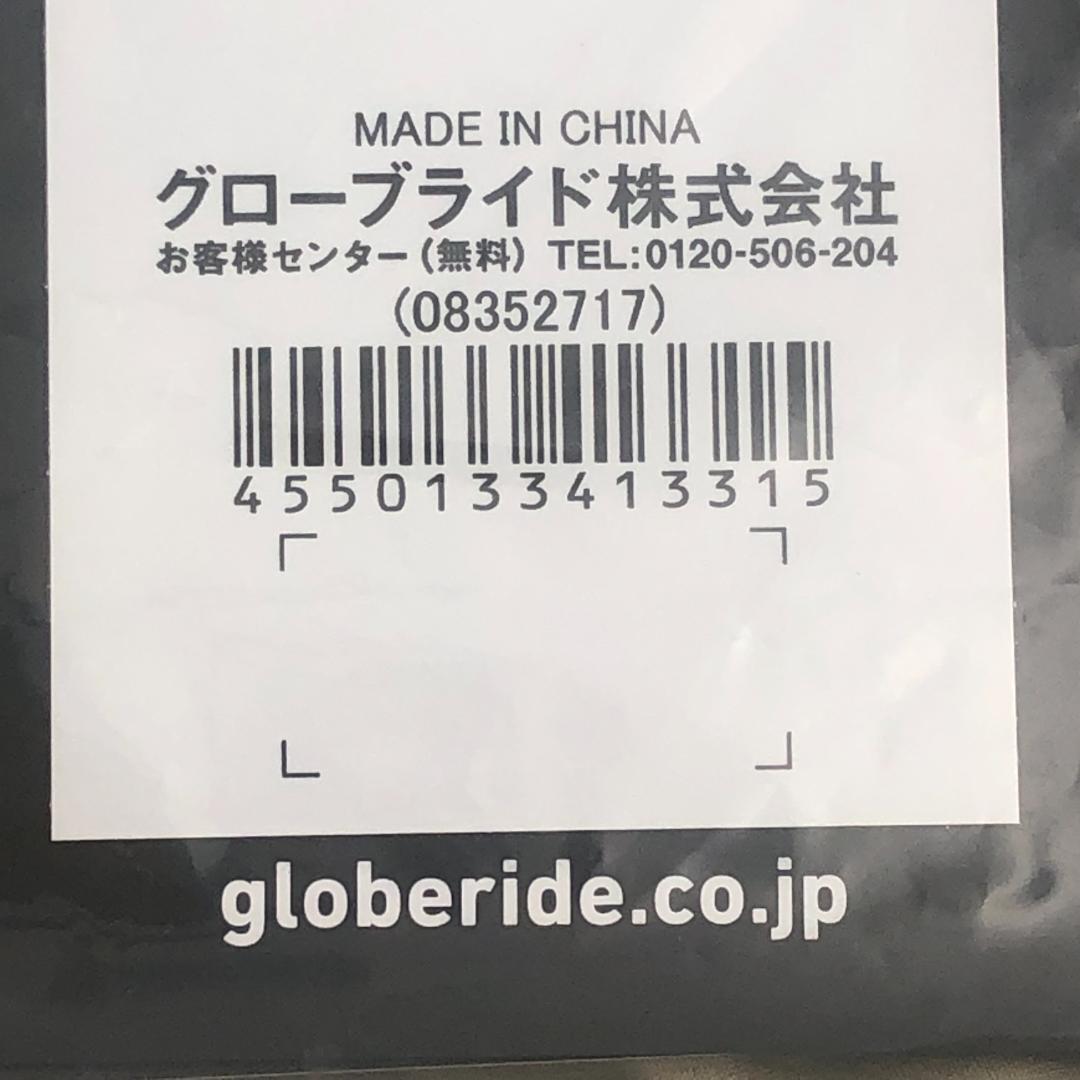 MADE IN CHINA
グローブライド株式会社
お客様センター(無料) TEL:0120-506-204
(08352717)
4550133413315
globeride.co.jp